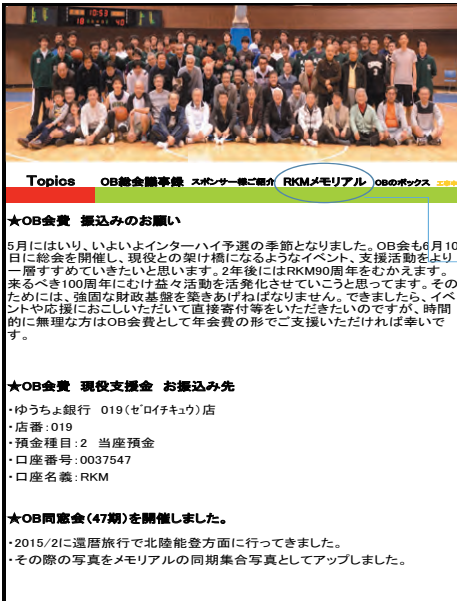 10:53
18
40
Topics OB総会議事録 スポンサー様ご紹介 RKMメモリアル OBのボックス
★OB会費 振込みのお願い
5月にはいり、いよいよインターハイ予選の季節となりました。OB会も6月10
日に総会を開催し、現役との架け橋になるようなイベント、支援活動をより
一層すすめていきたいと思います。2年後にはRKM90周年をむかえます。
来るべき100周年にむけ益々活動を活発化させていこうと思ってます。その
ためには、強固な財政基盤を築きあげねばなりません。できましたら、イベ
ントや応援におこしいただいて直接寄付等をいただきたいのですが、時間
的に無理な方はOB会費として年会費の形でご支援いただければ幸いで
す。
★OB会費 現役支援金 お振込み先
・ゆうちょ銀行 019(ゼロイチキュウ)店
・店番:019
・預金種目:2 当座預金
・口座番号:0037547
・口座名義:RKM
★OB同窓会(47期)を開催しました。
・2015/2に還暦旅行で北陸能登方面に行ってきました。
・その際の写真をメモリアルの同期集合写真としてアップしました。